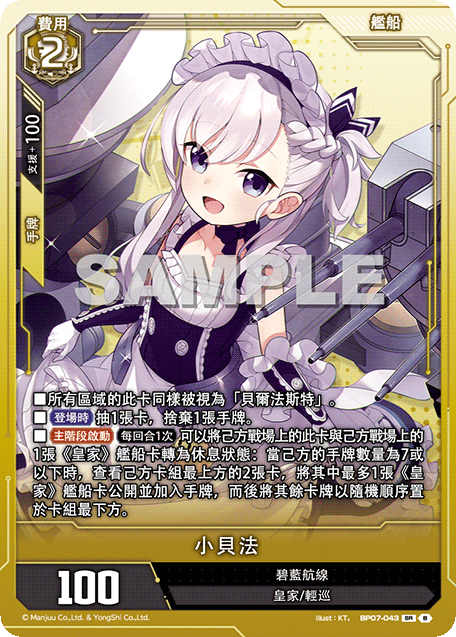 費用
2
艦船
支援+100
手牌
SAMPLE
■所有區域的此卡同樣被視為「貝爾法斯特」。
■登場時 抽1張卡，捨棄1張手牌。
■主階段啟動 每回合1次 可以將己方戰場上的此卡與己方戰場上的
1張《皇家》艦船卡轉為休息狀態：當己方的手牌數量為7或
以下時，查看己方卡組最上方的2張卡，將其中最多1張《皇
家》艦船卡公開並加入手牌，而後將其餘卡牌以隨機順序置
於卡組最下方。
小貝法
100
碧藍航線
皇家/輕巡
© Manjuu Co.,Ltd. & YongShi Co.,Ltd.
illust：KT。 BP07-043 BR B